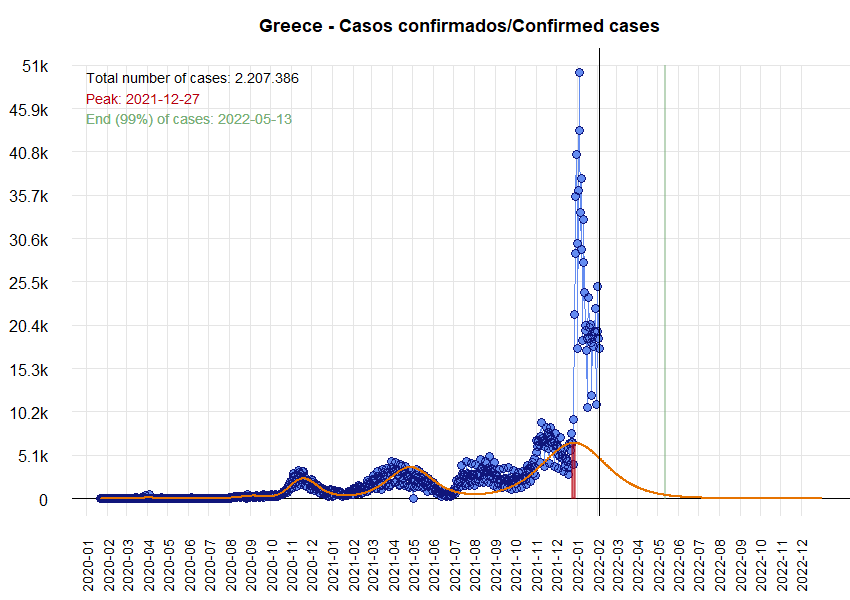 Greece - Casos confirmados/Confirmed cases
51k
45.9k
40.8k
35.7k
30.6k
25.5k
20.4k
15.3k
10.2k
5.1k
0
Total number of cases: 2.207.386
Peak: 2021-12-27
End (99%) of cases: 2022-05-13
2020-01
2020-02
2020-03
2020-04
2020-05
2020-06
2020-07
2020-08
2020-09
2020-10
2020-11
2020-12
2021-01
2021-02
2021-03
2021-04
2021-05
2021-06
2021-07
2021-08
2021-09
2021-10
2021-11
2021-12
2022-01
2022-02
2022-03
2022-04
2022-05
2022-06
2022-07
2022-08
2022-09
2022-10
2022-11
2022-12